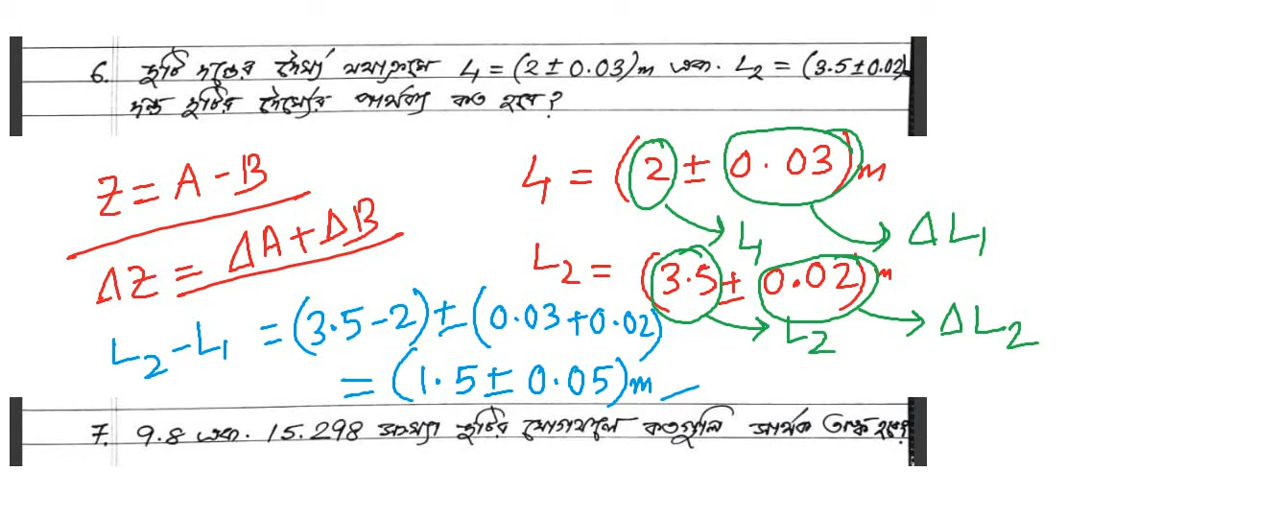 6. দুটি দন্ডের দৈর্ঘ্য যথাক্রমে L₁ = (2 ± 0.03)m এবং L₂ = (3.5 ± 0.02)
দন্ড দুটির দৈর্ঘ্যের পার্থক্য কত হবে?
Z = A - B
L₁ = (2 ± 0.03)m
ΔZ = ΔA + ΔB
L₁ ΔL₁
L₂ = (3.5 ± 0.02)m
L₂ - L₁ = (3.5 - 2) ± (0.03 + 0.02)
L₂ ΔL₂
= (1.5 ± 0.05)m
7. 9.8 এবং 15.298 সংখ্যা দুটির যোগফলে কতগুলি সার্থক অঙ্ক হবে?